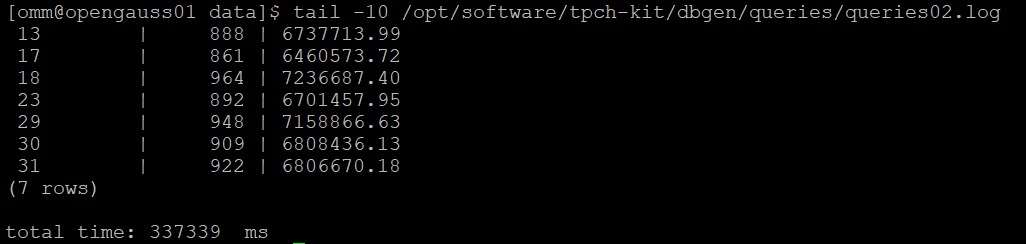 [omm@opengauss01 data]$ tail -10 /opt/software/tpch-kit/dbgen/queries/queries02.log
 13        |      888 | 6737713.99
 17        |      861 | 6460573.72
 18        |      964 | 7236687.40
 23        |      892 | 6701457.95
 29        |      948 | 7158866.63
 30        |      909 | 6808436.13
 31        |      922 | 6806670.18
(7 rows)

total time: 337339  ms